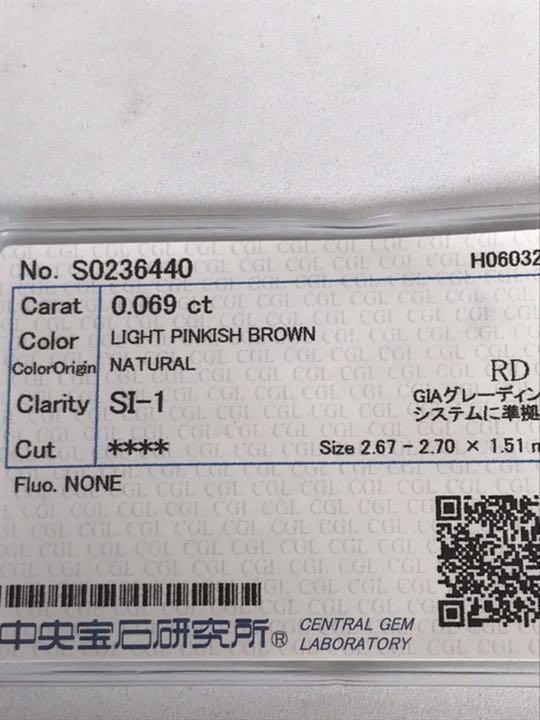 No. S0236440 H06032
Carat 0.069 ct
Color LIGHT PINKISH BROWN
ColorOrigin NATURAL
RD
Clarity SI-1
GIAグレーディン
システムに準拠
Cut ****
Size 2.67 - 2.70 × 1.51
Fluo. NONE
中央宝石研究所® CENTRAL GEM
LABORATORY